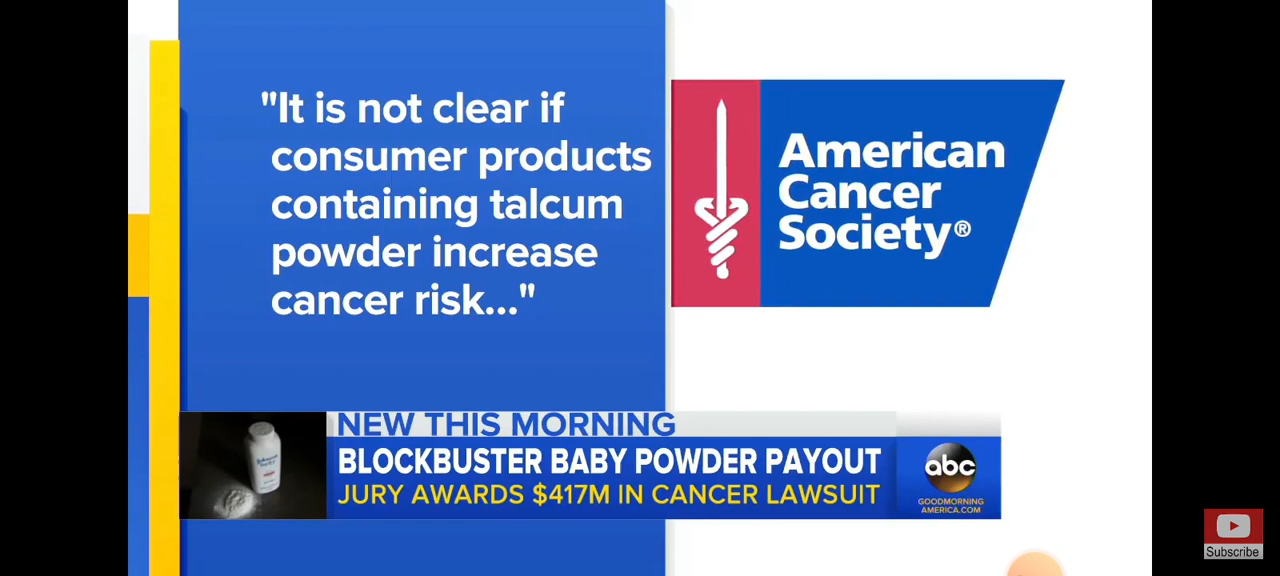 "It is not clear if
consumer products
containing talcum
powder increase
cancer risk..."
American
Cancer
Society®
NEW THIS MORNING
BLOCKBUSTER BABY POWDER PAYOUT
JURY AWARDS $417M IN CANCER LAWSUIT
abc
GOODMORNING
AMERICA.COM
Subscribe